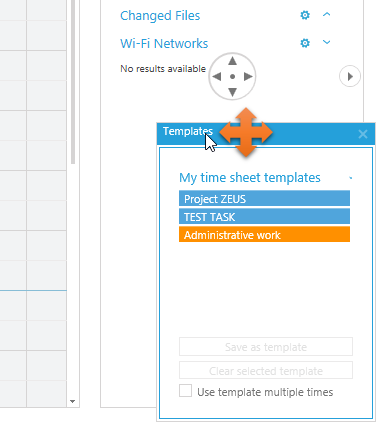 Changed Files
Wi-Fi Networks
No results available
Templates
My time sheet templates
Project ZEUS
TEST TASK
Administrative work
Save as template
Clear selected template
Use template multiple times